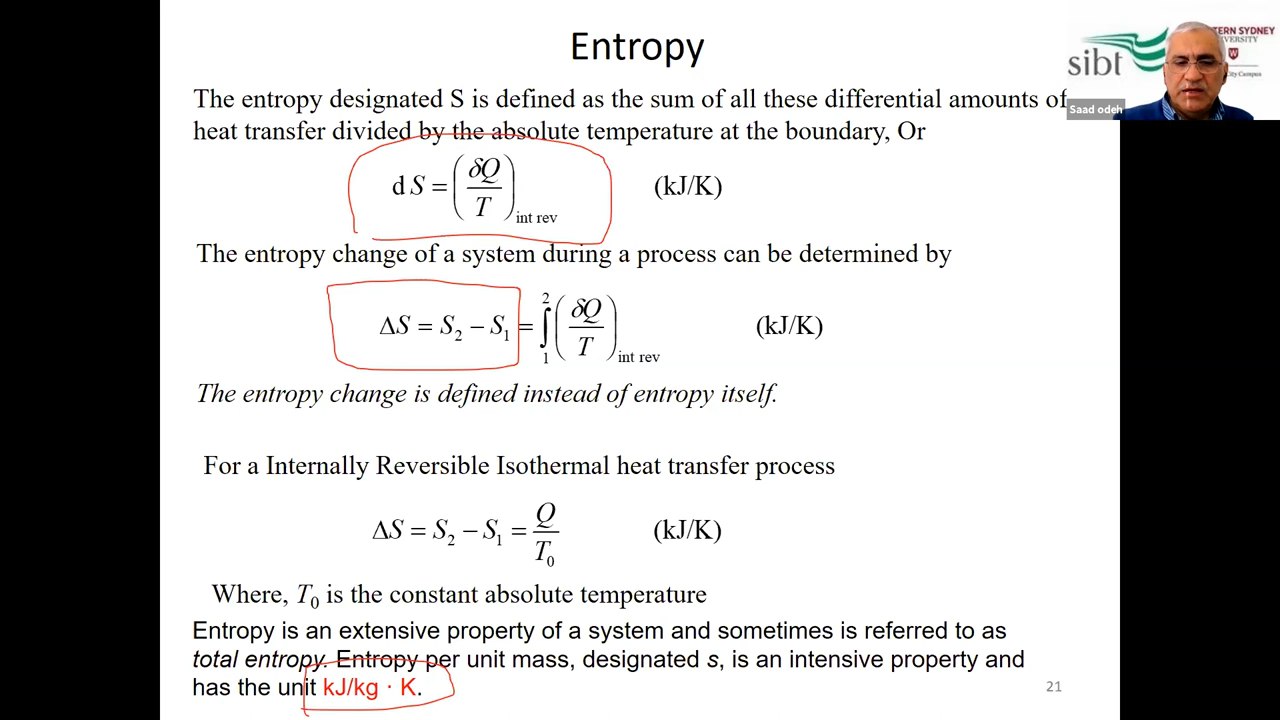 Entropy
ERN SYDNEY
VERSITY
W
City Campus
sibt
Saad odeh
The entropy designated S is defined as the sum of all these differential amounts of
heat transfer divided by the absolute temperature at the boundary, Or
d S = (δQ / T) int rev (kJ/K)
The entropy change of a system during a process can be determined by
ΔS = S₂ − S₁ = ∫₁² (δQ / T) int rev (kJ/K)
The entropy change is defined instead of entropy itself.
For a Internally Reversible Isothermal heat transfer process
ΔS = S₂ − S₁ = Q / T₀ (kJ/K)
Where, T₀ is the constant absolute temperature
Entropy is an extensive property of a system and sometimes is referred to as
total entropy. Entropy per unit mass, designated s, is an intensive property and
has the unit kJ/kg · K.
21